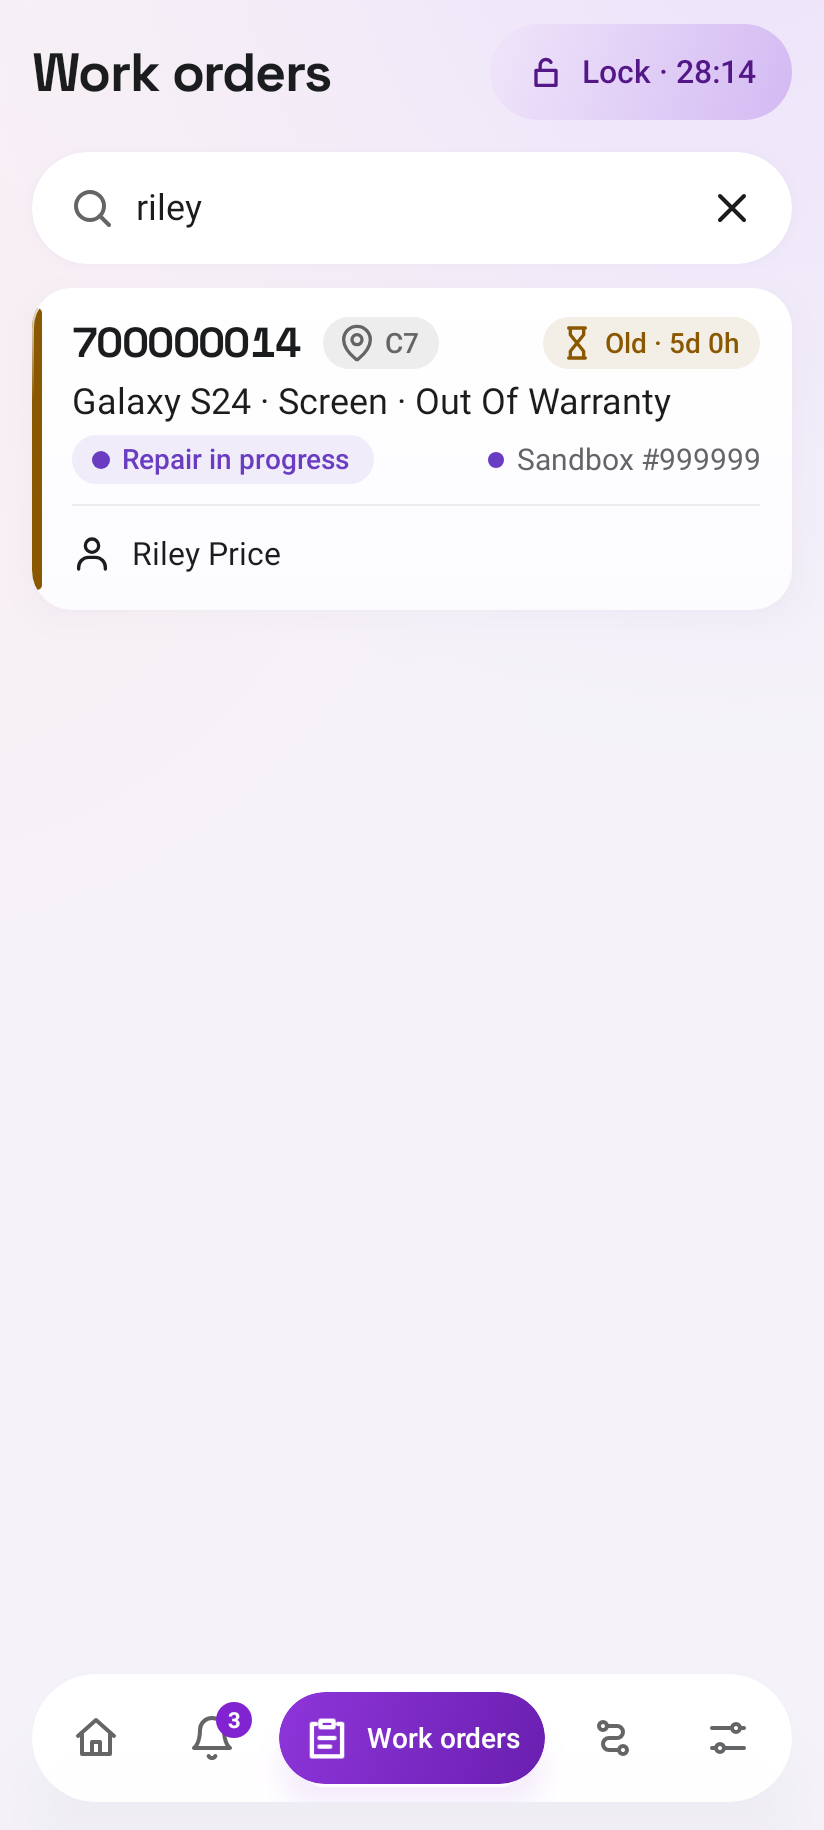 Work orders
Lock · 28:14
riley
700000014
C7
Old · 5d 0h
Galaxy S24 · Screen · Out Of Warranty
Repair in progress
Sandbox #999999
Riley Price
3
Work orders